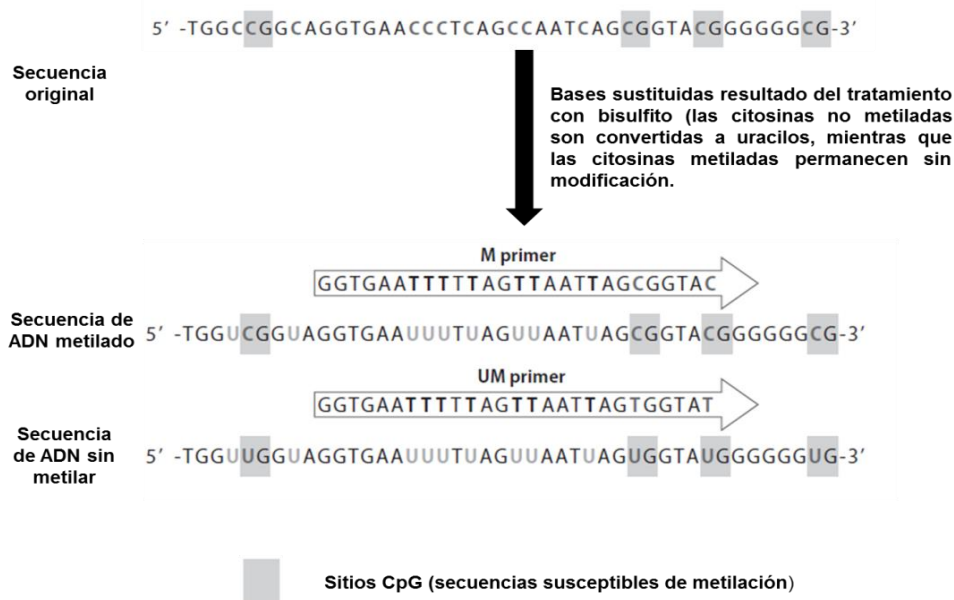 5' -TGGCCGGCAGGTGAACCCTCAGCCAATCAGCGGTACGGGGGGCG-3'
Secuencia
original
Bases sustituidas resultado del tratamiento
con bisulfito (las citosinas no metiladas
son convertidas a uracilos, mientras que
las citosinas metiladas permanecen sin
modificación.
M primer
GGTGAATTTTTAGTTAATTAGCGGTAC
Secuencia de
ADN metilado
5' -TGGUCGGUAGGTGAAUUUTUAGUUAAUUAGCGGTACGGGGGGCG-3'
UM primer
GGTGAATTTTTAGTTAATTAGTGGTAT
Secuencia
de ADN sin
metilar
5' -TGGUUGGUAGGTGAAUUUTUAGUUAATUAGUGGTAUGGGGGGUG-3'
Sitios CpG (secuencias susceptibles de metilación)